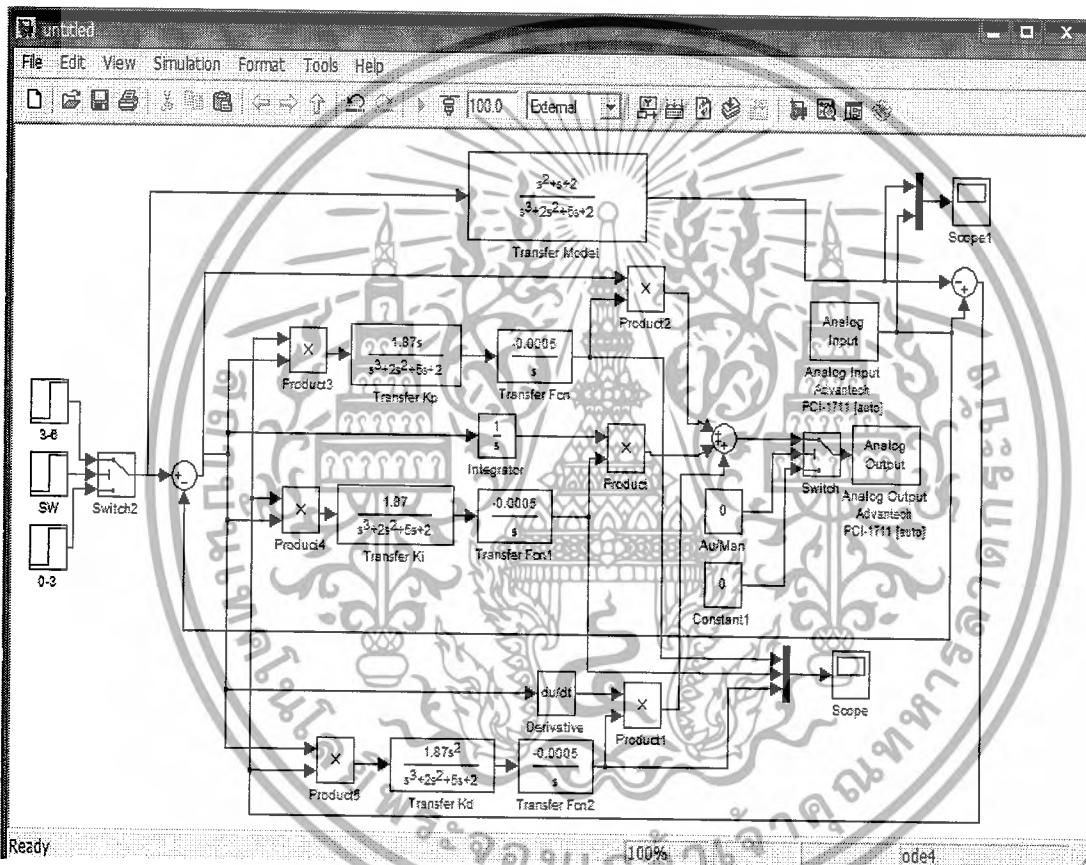 untitled
File Edit View Simulation Format Tools Help
100.0 External
s²+s+2
s³+2s²+5s+2
Transfer Model
Scope1
×
Product2
Analog
Input
Analog Input
Advantech
PCI-1711 [auto]
×
Product3
1.87s
s³+2s²+5s+2
Transfer Kp
-0.0005
s
Transfer Fcn
3-6
SW
0-3
Switch2
1
s
Integrator
×
Product
Switch
Analog
Output
Analog Output
Advantech
PCI-1711 [auto]
×
Product4
1.87
s³+2s²+5s+2
Transfer Ki
-0.0005
s
Transfer Fcn1
0
Au/Man
0
Constant1
du/dt
Derivative
×
Product1
Scope
×
Product5
1.87s²
s³+2s²+5s+2
Transfer Kd
-0.0005
s
Transfer Fcn2
Ready 100% ode4